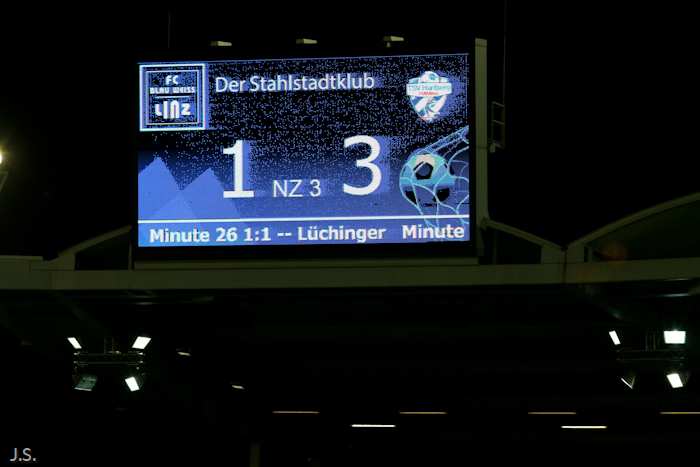 FC
BLAU WEISS
LINZ
Der Stahlstadtklub
TSV Hartberg
1 NZ 3 3
Minute 26 1:1 -- Lüchinger Minute
J.S.